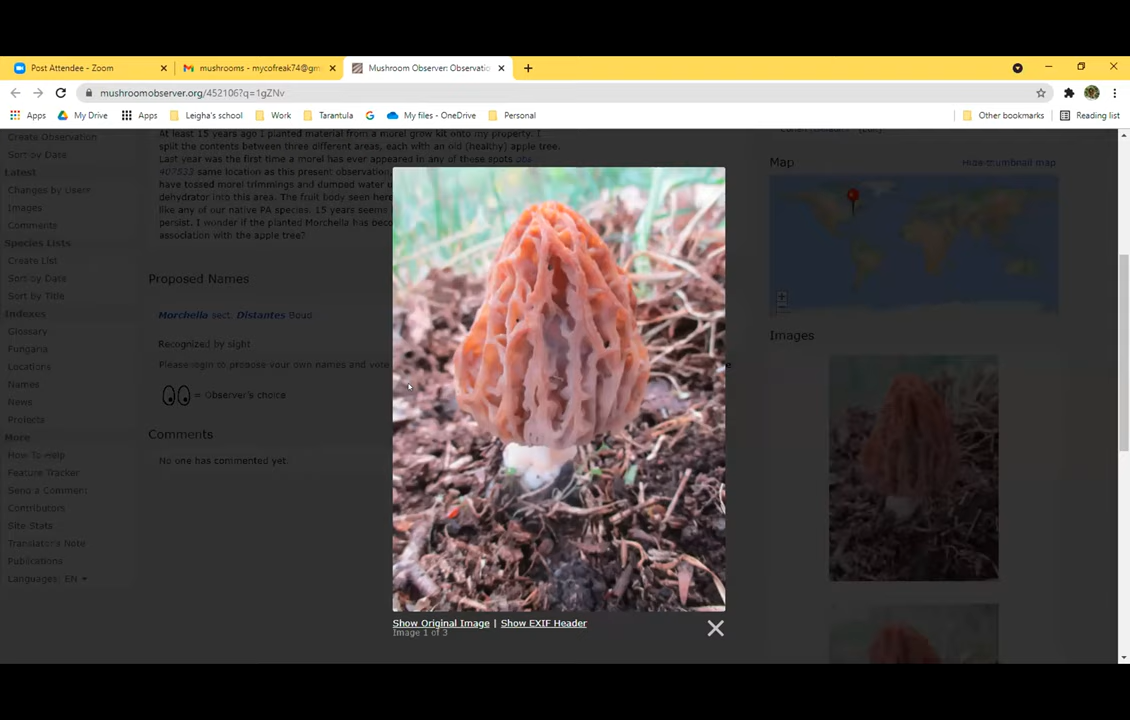 Post Attendee - Zoom
mushrooms - mycofreak74@gm
Mushroom Observer: Observatio
mushroomobserver.org/452106?q=1gZNv
Apps
My Drive
Apps
Leigha's school
Work
Tarantula
My files - OneDrive
Personal
Other bookmarks
Reading list
Create Observation
Sort by Date
Latest
Changes by Users
Images
Comments
Species Lists
Create List
Sort by Date
Sort by Title
Indexes
Glossary
Fungaria
Locations
Names
News
Projects
More
How To Help
Feature Tracker
Send a Comment
Contributors
Site Stats
Translator's Note
Publications
Languages: EN
At least 15 years ago I planted material from a morel grow kit onto my property. I
split the contents between three different areas, each with an old (healthy) apple tree.
Last year was the first time a morel has ever appeared in any of these spots obs
407533 same location as this present observation,
have tossed morel trimmings and dumped water
dehydrator into this area. The fruit body seen here
like any of our native PA species. 15 years seems
persist. I wonder if the planted Morchella has beco
association with the apple tree?
Proposed Names
Morchella sect. Distantes Boud
Recognized by sight
Please login to propose your own names and vote
= Observer's choice
Comments
No one has commented yet.
Show Original Image | Show EXIF Header
Image 1 of 3
Map
Hide thumbnail map
Images